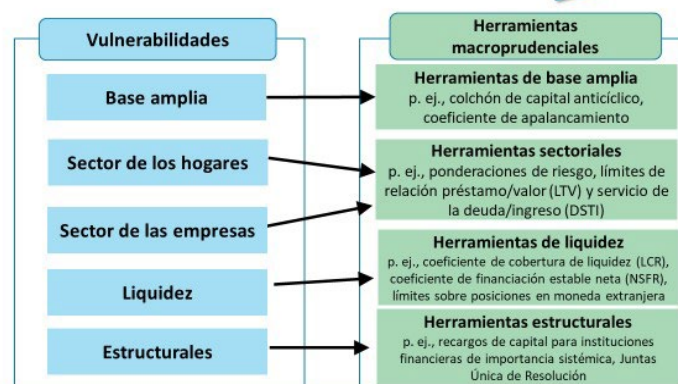 Vulnerabilidades
Base amplia
Sector de los hogares
Sector de las empresas
Liquidez
Estructurales
Herramientas
macroprudenciales
Herramientas de base amplia
p. ej., colchón de capital anticíclico,
coeficiente de apalancamiento
Herramientas sectoriales
p. ej., ponderaciones de riesgo, límites de
relación préstamo/valor (LTV) y servicio de
la deuda/ingreso (DSTI)
Herramientas de liquidez
p. ej., coeficiente de cobertura de liquidez (LCR),
coeficiente de financiación estable neta (NSFR),
límites sobre posiciones en moneda extranjera
Herramientas estructurales
p. ej., recargos de capital para instituciones
financieras de importancia sistémica, Juntas
Única de Resolución